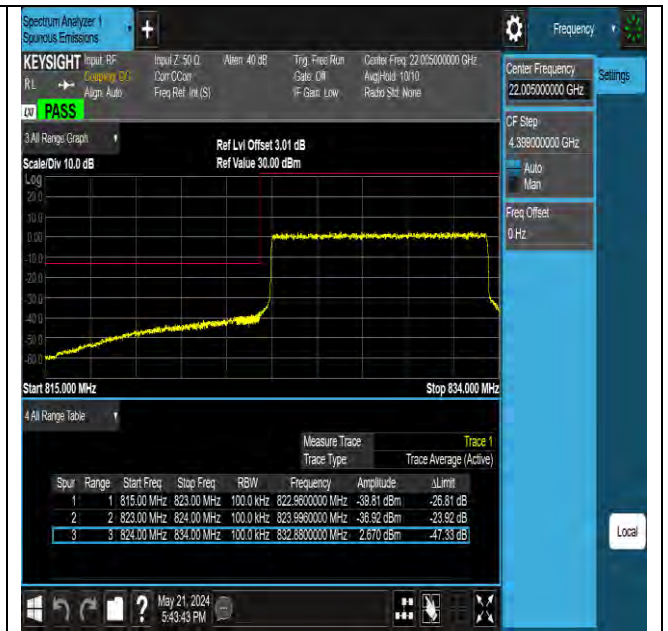 Spectrum Analyzer 1
Spurious Emissions
+
Frequency
KEYSIGHT Input: RF Input Z: 50 Ω Atten: 40 dB Trig: Free Run Center Freq: 22.005000000 GHz
RL Coupling: DC Corr CCorr Gate: Off Avg|Hold: 10/10
Align: Auto Freq Ref: Int (S) IF Gain: Low Radio Std: None
PASS
Center Frequency
22.005000000 GHz
Settings
CF Step
4.399000000 GHz
Auto
Man
Freq Offset
0 Hz
3 All Range Graph
Ref Lvl Offset 3.01 dB
Scale/Div 10.0 dB Ref Value 30.00 dBm
Log
20.0
10.0
0.00
-10.0
-20.0
-30.0
-40.0
-50.0
-60.0
Start 815.000 MHz Stop 834.000 MHz
4 All Range Table
Measure Trace Trace 1
Trace Type Trace Average (Active)
Spur Range Start Freq Stop Freq RBW Frequency Amplitude ΔLimit
1 1 815.00 MHz 823.00 MHz 100.0 kHz 822.9600000 MHz -39.81 dBm -26.81 dB
2 2 823.00 MHz 824.00 MHz 100.0 kHz 823.9960000 MHz -36.92 dBm -23.92 dB
3 3 824.00 MHz 834.00 MHz 100.0 kHz 832.8800000 MHz 2.670 dBm -47.33 dB
Local
? May 21, 2024
5:43:43 PM